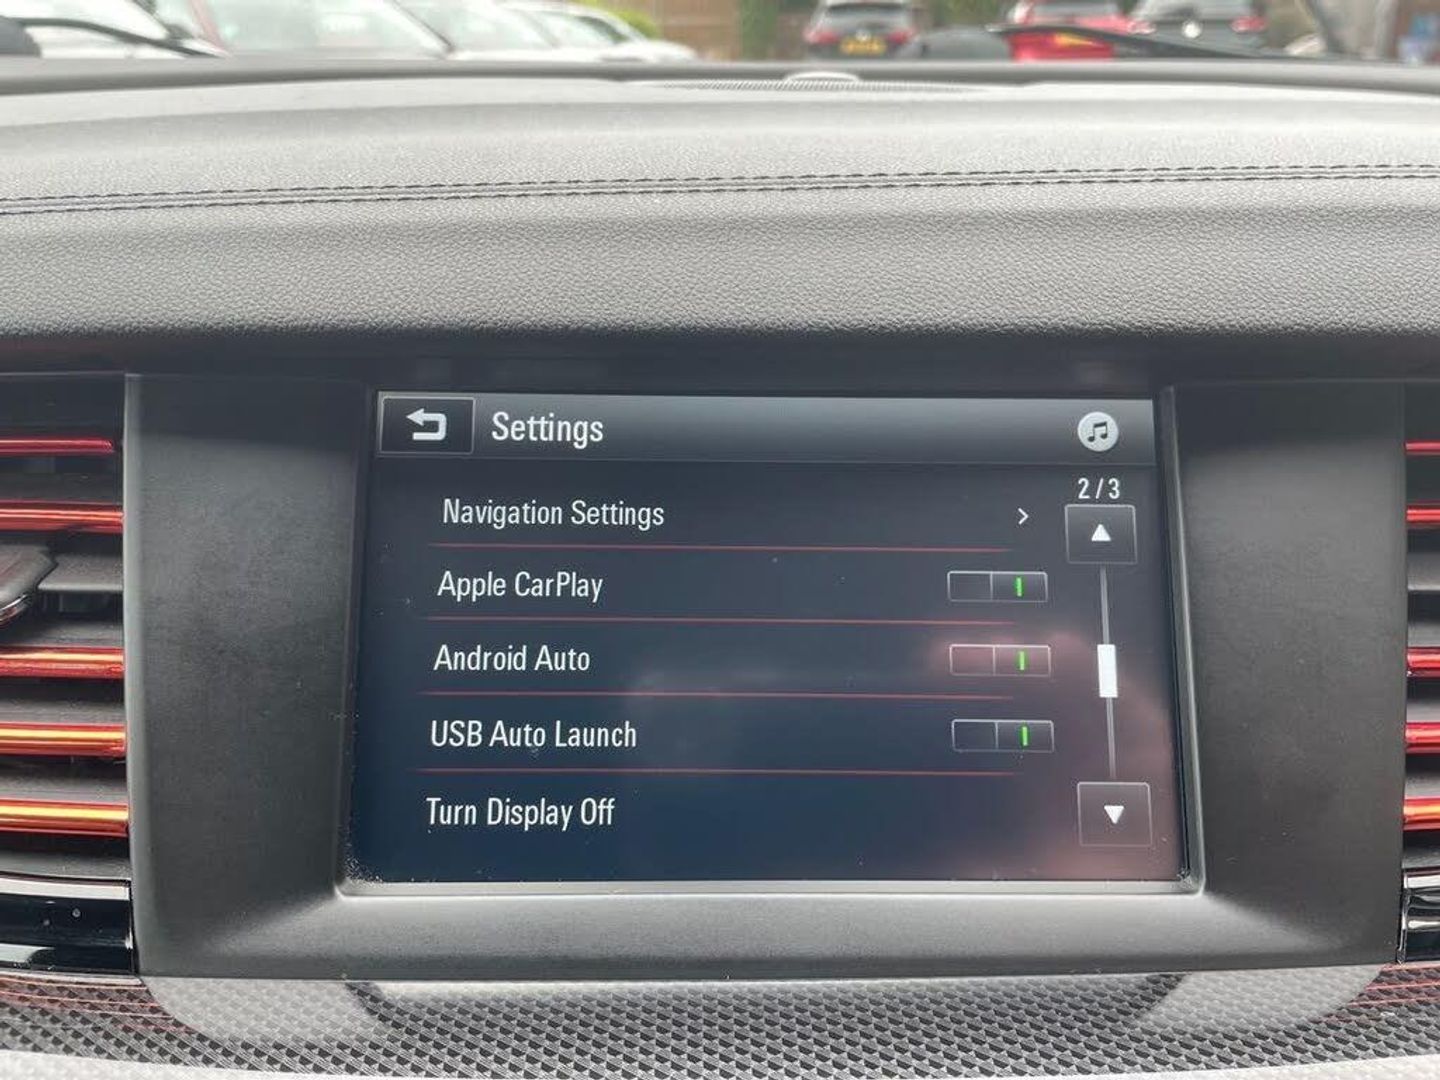 Settings
2/3
Navigation Settings
Apple CarPlay
Android Auto
USB Auto Launch
Turn Display Off